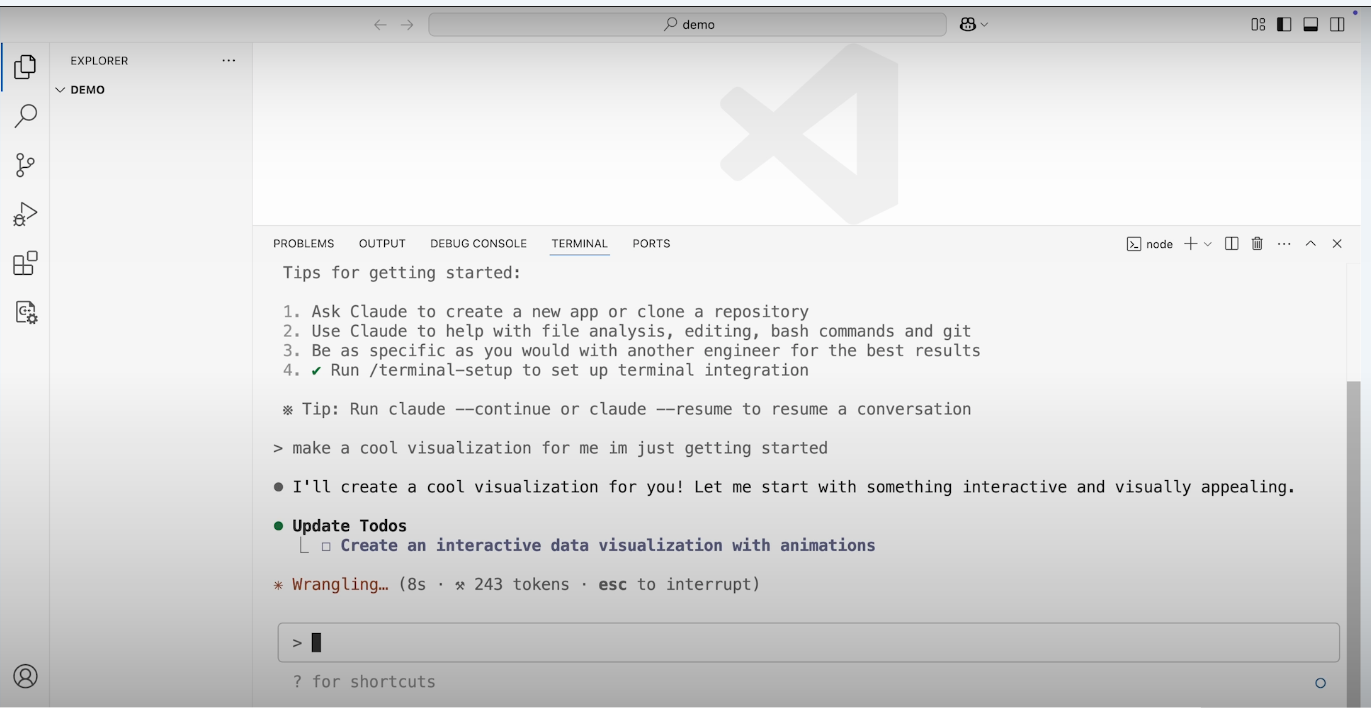 demo
EXPLORER
DEMO
PROBLEMS OUTPUT DEBUG CONSOLE TERMINAL PORTS
node
Tips for getting started:
1. Ask Claude to create a new app or clone a repository
2. Use Claude to help with file analysis, editing, bash commands and git
3. Be as specific as you would with another engineer for the best results
4. ✔ Run /terminal-setup to set up terminal integration
※ Tip: Run claude --continue or claude --resume to resume a conversation
> make a cool visualization for me im just getting started
● I'll create a cool visualization for you! Let me start with something interactive and visually appealing.
● Update Todos
⎿ ☐ Create an interactive data visualization with animations
✳ Wrangling… (8s · ⚒ 243 tokens · esc to interrupt)
>
? for shortcuts